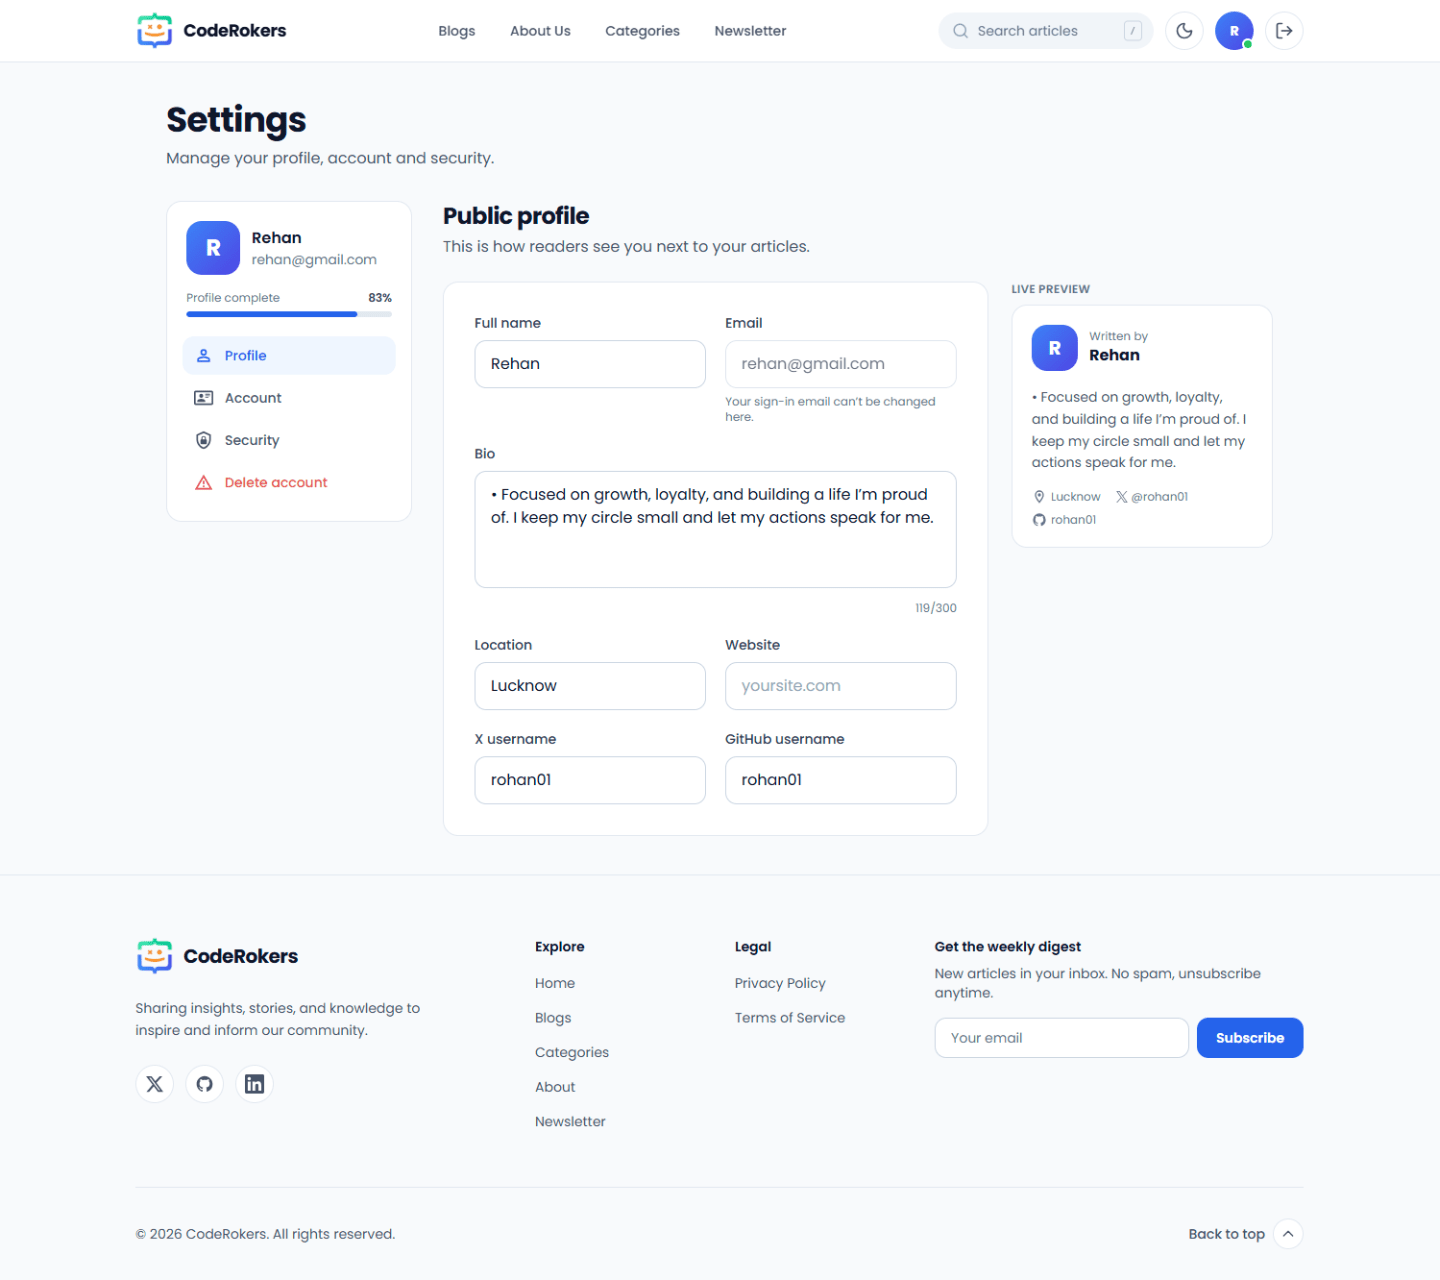 CodeRokers
Blogs About Us Categories Newsletter
Search articles /
R
Settings
Manage your profile, account and security.
R
Rehan
rehan@gmail.com
Profile complete 83%
Profile
Account
Security
Delete account
Public profile
This is how readers see you next to your articles.
Full name
Rehan
Email
rehan@gmail.com
Your sign-in email can’t be changed
here.
Bio
• Focused on growth, loyalty, and building a life I’m proud
of. I keep my circle small and let my actions speak for me.
119/300
Location
Lucknow
Website
yoursite.com
X username
rohan01
GitHub username
rohan01
LIVE PREVIEW
R
Written by
Rehan
• Focused on growth, loyalty,
and building a life I’m proud of. I
keep my circle small and let my
actions speak for me.
Lucknow @rohan01
rohan01
CodeRokers
Sharing insights, stories, and knowledge to
inspire and inform our community.
Explore
Home
Blogs
Categories
About
Newsletter
Legal
Privacy Policy
Terms of Service
Get the weekly digest
New articles in your inbox. No spam, unsubscribe
anytime.
Your email
Subscribe
© 2026 CodeRokers. All rights reserved.
Back to top